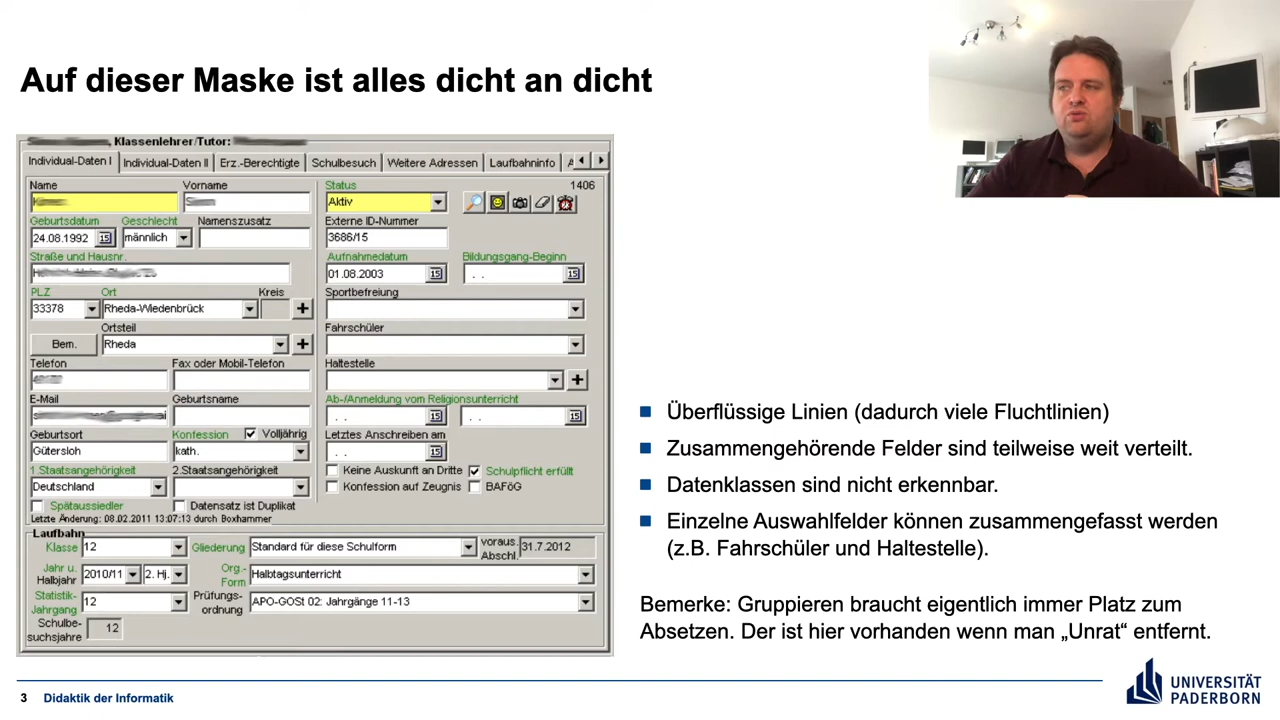 Auf dieser Maske ist alles dicht an dicht
, Klassenlehrer/Tutor:
Individual-Daten I
Individual-Daten II
Erz.-Berechtigte
Schulbesuch
Weitere Adressen
Laufbahninfo
Name
Vorname
Status
1406
Aktiv
Geburtsdatum
Geschlecht
Namenszusatz
Externe ID-Nummer
24.08.1992
männlich
3686/15
Straße und Hausnr.
Aufnahmedatum
Bildungsgang-Beginn
01.08.2003
PLZ
Ort
Kreis
Sportbefreiung
33378
Rheda-Wiedenbrück
Ortsteil
Fahrschüler
Bem.
Rheda
Telefon
Fax oder Mobil-Telefon
Haltestelle
E-Mail
Geburtsname
Ab-/Anmeldung vom Religionsunterricht
Geburtsort
Konfession
Volljährig
Letztes Anschreiben am
Gütersloh
kath.
1.Staatsangehörigkeit
2.Staatsangehörigkeit
Keine Auskunft an Dritte
Schulpflicht erfüllt
Deutschland
Konfession auf Zeugnis
BAFöG
Spätaussiedler
Datensatz ist Duplikat
Letzte Änderung: 08.02.2011 13:07:13 durch Boxhammer
Laufbahn
Klasse
12
Gliederung
Standard für diese Schulform
voraus.
Abschl.
31.7.2012
Jahr u.
Halbjahr
2010/11
2. Hj.
Org.-
Form
Halbtagsunterricht
Statistik-
Jahrgang
12
Prüfungs-
ordnung
APO-GOSt 02: Jahrgänge 11-13
Schulbe-
suchsjahre
12
Überflüssige Linien (dadurch viele Fluchtlinien)
Zusammengehörende Felder sind teilweise weit verteilt.
Datenklassen sind nicht erkennbar.
Einzelne Auswahlfelder können zusammengefasst werden
(z.B. Fahrschüler und Haltestelle).
Bemerke: Gruppieren braucht eigentlich immer Platz zum
Absetzen. Der ist hier vorhanden wenn man „Unrat“ entfernt.
3 Didaktik der Informatik
UNIVERSITÄT
PADERBORN